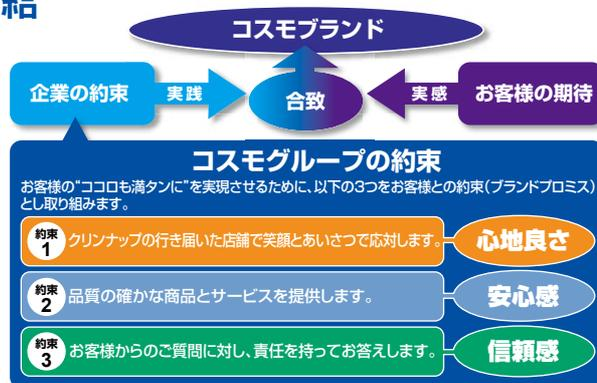 コスモブランド
企業の約束
実践
合致
実感
お客様の期待
コスモグループの約束
お客様の“ココロも満タンに”を実現させるために、以下の3つをお客様との約束(ブランドプロミス)
とし取り組みます。
約束
1
クリンナップの行き届いた店舗で笑顔とあいさつで応対します。
心地良さ
約束
2
品質の確かな商品とサービスを提供します。
安心感
約束
3
お客様からのご質問に対し、責任を持ってお答えします。
信頼感